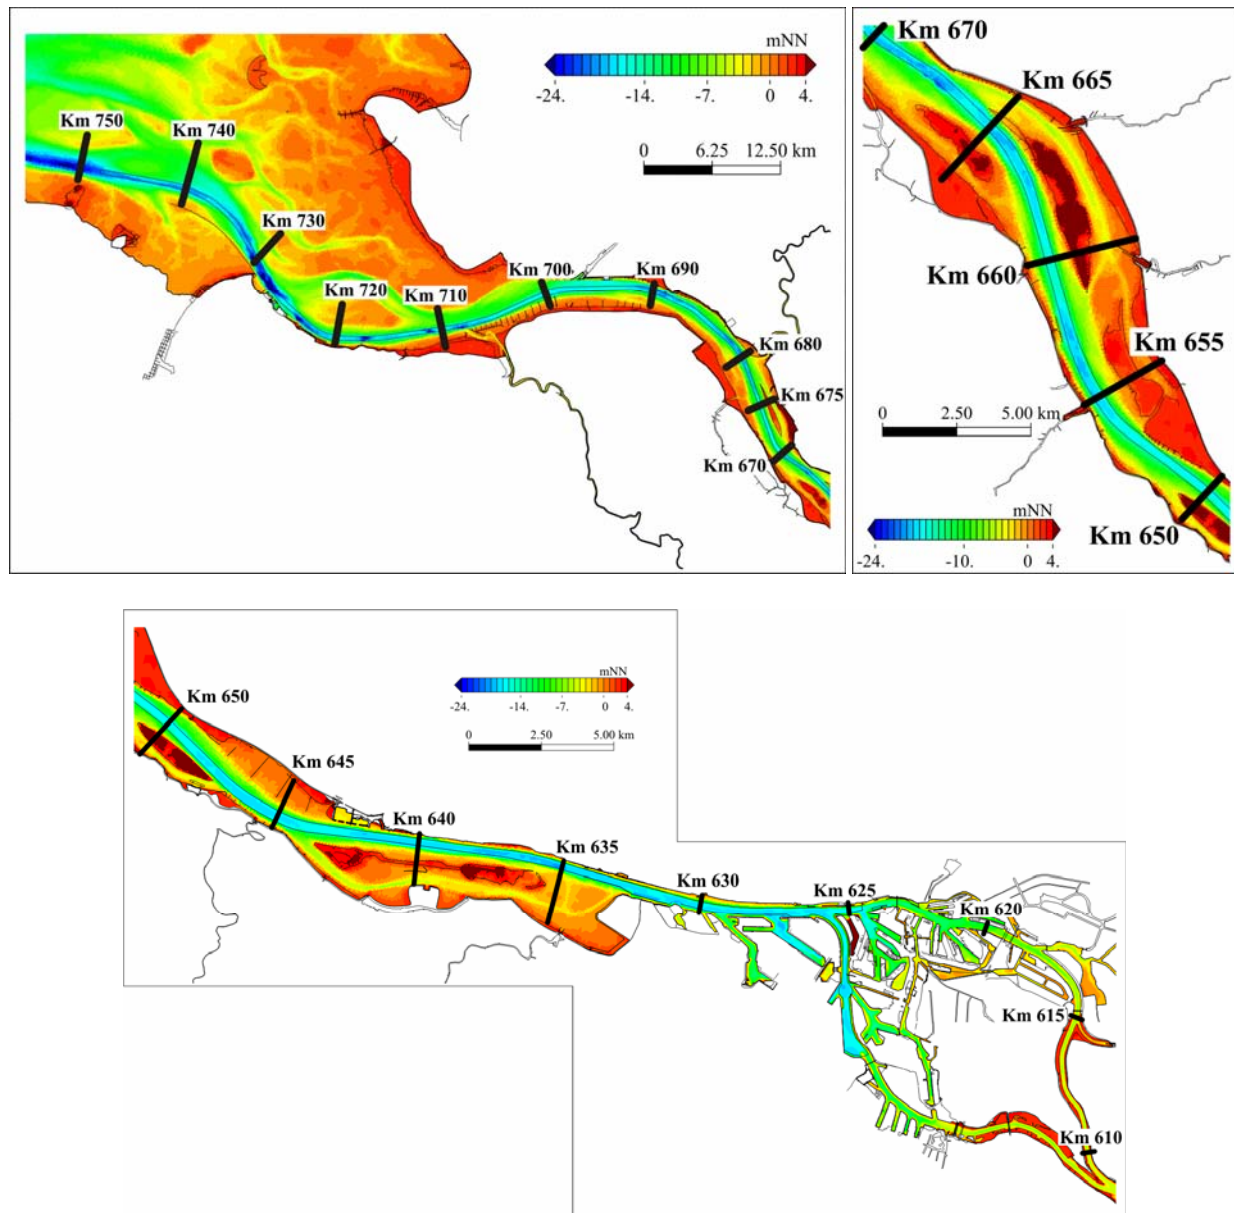 mNN
-24. -14. -7. 0 4.
Km 750
Km 740
0 6.25 12.50 km
Km 730
Km 700
Km 690
Km 720
Km 710
Km 680
Km 675
Km 670
Km 670
Km 665
Km 660
Km 655
0 2.50 5.00 km
mNN
-24. -10. 0 4.
Km 650
mNN
-24. -14. -7. 0 4.
Km 650
0 2.50 5.00 km
Km 645
Km 640
Km 635
Km 630
Km 625
Km 620
Km 615
Km 610